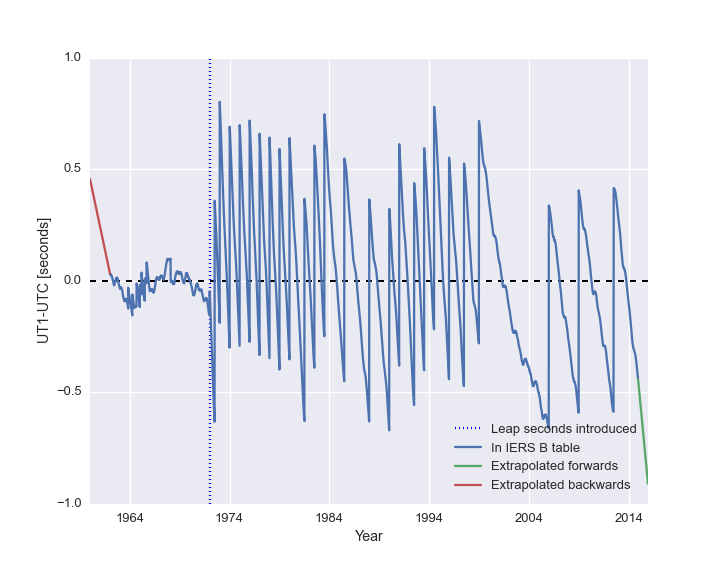 1.0
0.5
0.0
−0.5
−1.0
UT1-UTC [seconds]
Leap seconds introduced
In IERS B table
Extrapolated forwards
Extrapolated backwards
1964 1974 1984 1994 2004 2014
Year